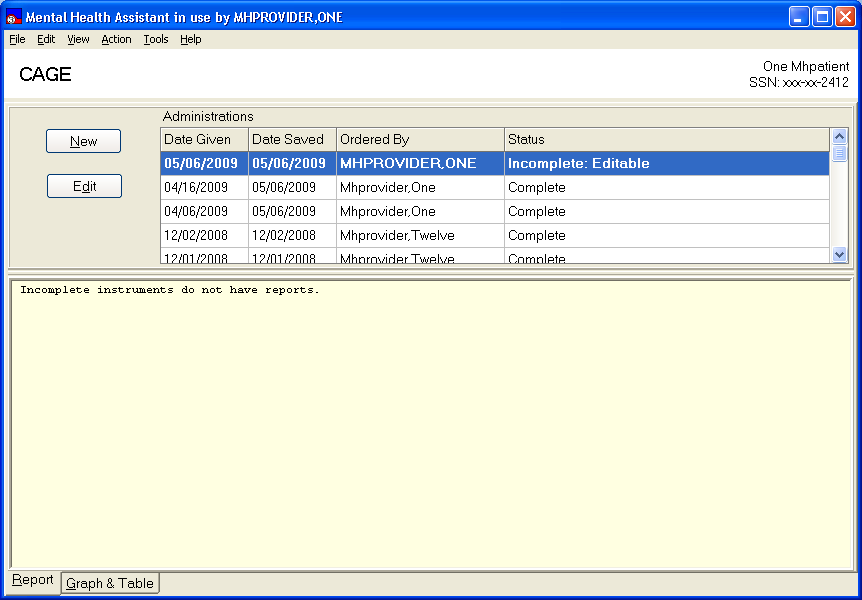 Mental Health Assistant in use by MHPROVIDER,ONE
File Edit View Action Tools Help
CAGE
One Mhpatient
SSN: xxx-xx-2412
Administrations
New
Edit
Date Given Date Saved Ordered By Status
05/06/2009 05/06/2009 MHPROVIDER,ONE Incomplete: Editable
04/16/2009 05/06/2009 Mhprovider,One Complete
04/06/2009 05/06/2009 Mhprovider,One Complete
12/02/2008 12/02/2008 Mhprovider,Twelve Complete
12/01/2008 12/01/2008 Mhprovider,Twelve Complete
Incomplete instruments do not have reports.
Report Graph & Table